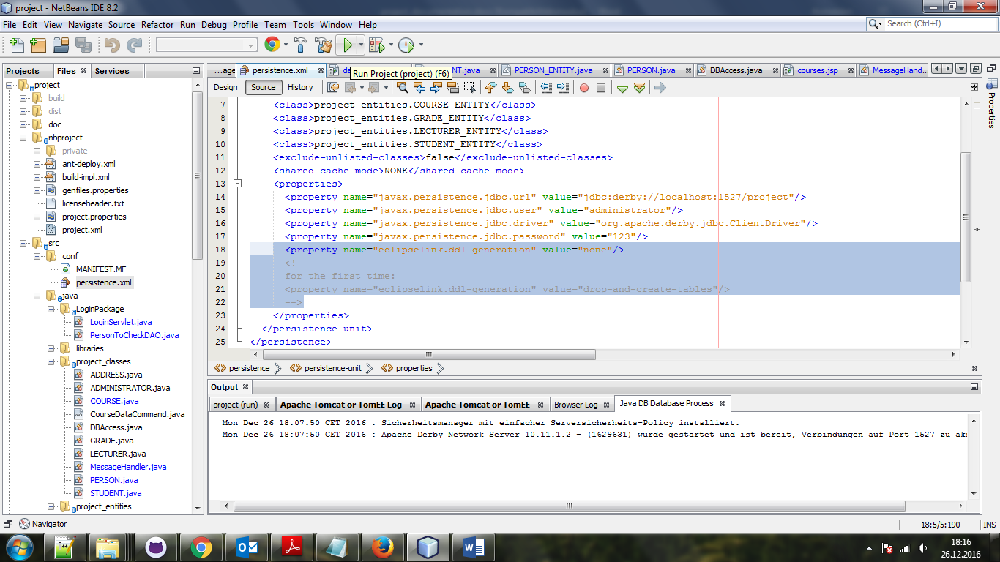 project - NetBeans IDE 8.2
File Edit View Navigate Source Refactor Run Debug Profile Team Tools Window Help
Search (Ctrl+I)
Projects Files Services
...age persistence.xml da NT.java PERSON_ENTITY.java PERSON.java DBAccess.java courses.jsp MessageHand...
Run Project (project) (F6)
Design Source History
project
build
dist
doc
nbproject
private
ant-deploy.xml
build-impl.xml
genfiles.properties
licenseheader.txt
project.properties
project.xml
src
conf
MANIFEST.MF
persistence.xml
java
LoginPackage
LoginServlet.java
PersonToCheckDAO.java
libraries
project_classes
ADDRESS.java
ADMINISTRATOR.java
COURSE.java
CourseDataCommand.java
DBAccess.java
GRADE.java
LECTURER.java
MessageHandler.java
PERSON.java
STUDENT.java
project_entities
7 <class>project_entities.COURSE_ENTITY</class>
8 <class>project_entities.GRADE_ENTITY</class>
9 <class>project_entities.LECTURER_ENTITY</class>
10 <class>project_entities.STUDENT_ENTITY</class>
11 <exclude-unlisted-classes>false</exclude-unlisted-classes>
12 <shared-cache-mode>NONE</shared-cache-mode>
13 <properties>
14 <property name="javax.persistence.jdbc.url" value="jdbc:derby://localhost:1527/project"/>
15 <property name="javax.persistence.jdbc.user" value="administrator"/>
16 <property name="javax.persistence.jdbc.driver" value="org.apache.derby.jdbc.ClientDriver"/>
17 <property name="javax.persistence.jdbc.password" value="123"/>
18 <property name="eclipselink.ddl-generation" value="none"/>
19 <!--
20 for the first time:
21 <property name="eclipselink.ddl-generation" value="drop-and-create-tables"/>
22 -->
23 </properties>
24 </persistence-unit>
25 </persistence>
Properties
persistence persistence-unit properties
Output
project (run) Apache Tomcat or TomEE Log Apache Tomcat or TomEE Browser Log Java DB Database Process
Mon Dec 26 18:07:50 CET 2016 : Sicherheitsmanager mit einfacher Serversicherheits-Policy installiert.
Mon Dec 26 18:07:50 CET 2016 : Apache Derby Network Server 10.11.1.2 - (1629631) wurde gestartet und ist bereit, Verbindungen auf Port 1527 zu ak
Navigator
18:5/5:190 INS
18:16
26.12.2016